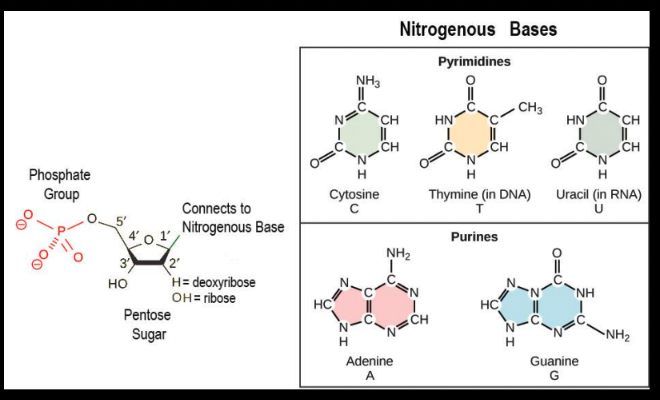 Nitrogenous Bases
Pyrimidines
NH3
C
N
CH
C
CH
O
N
H
Cytosine
C
O
C
CH3
HN
C
C
CH
O
N
H
Thymine (in DNA)
T
O
C
HN
CH
C
CH
O
N
H
Uracil (in RNA)
U
Phosphate
Group
O
⊖
P
O
⊖
O
O
5′
4′
O
1′
3′
2′
HO
Connects to
Nitrogenous Base
H= deoxyribose
OH= ribose
Pentose
Sugar
Purines
NH2
C
N
C
N
HC
C
CH
N
N
H
Adenine
A
O
C
N
N
NH
HC
C
C
N
N
NH2
H
Guanine
G